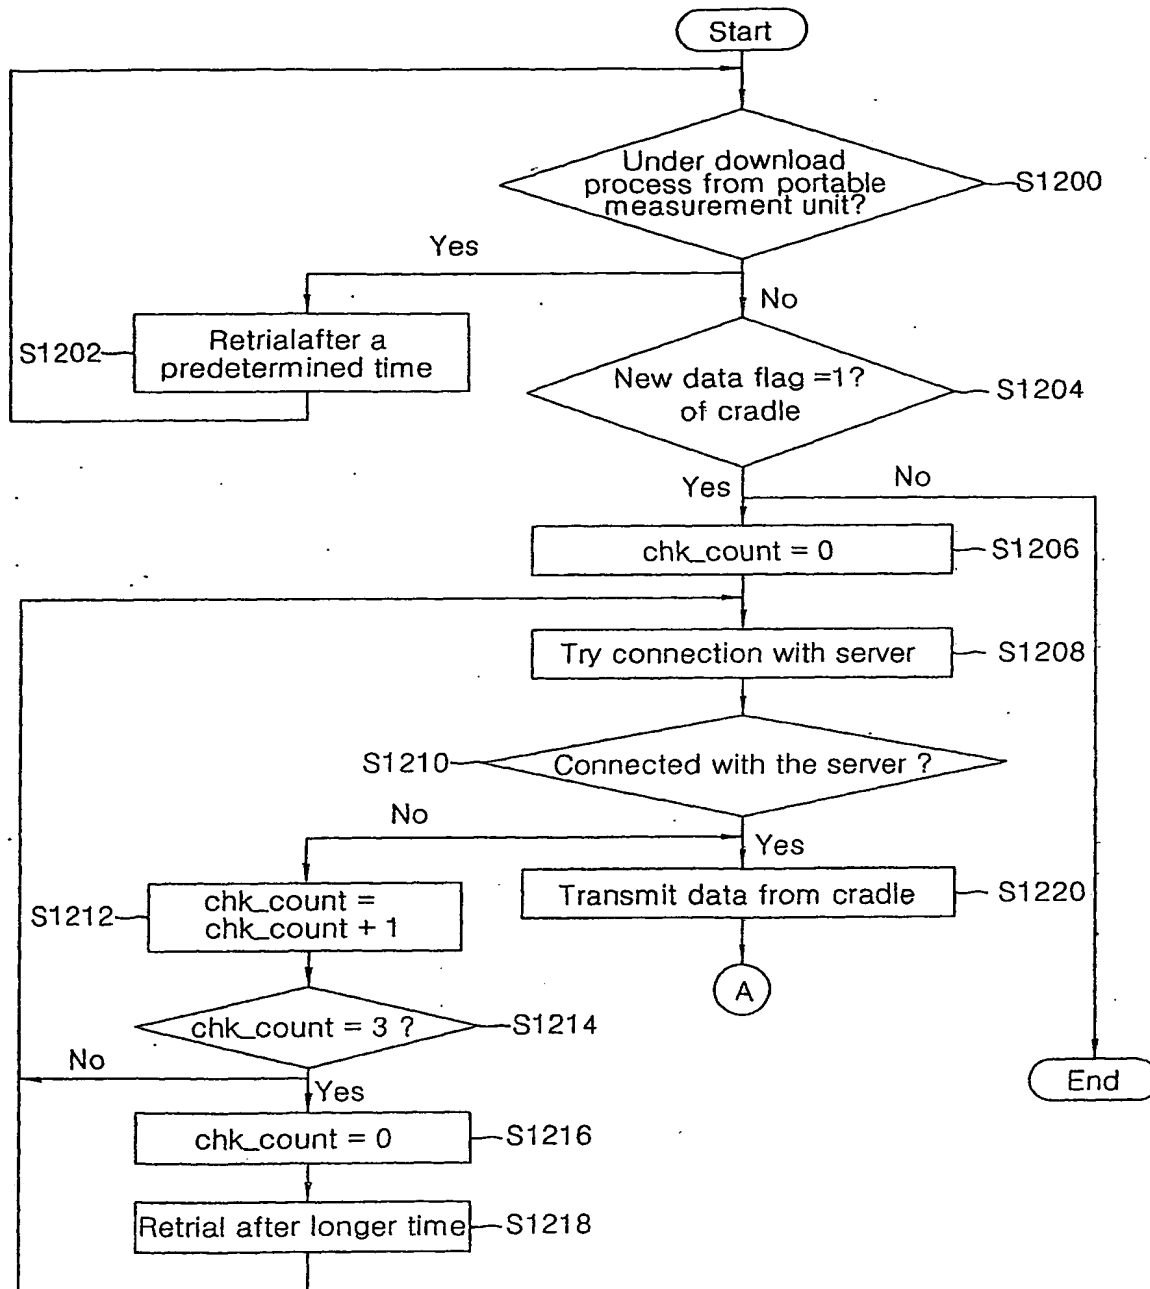 Start
Under download
process from portable
measurement unit?
S1200
Yes
No
S1202
Retrialafter a
predetermined time
New data flag =1?
of cradle
S1204
Yes
No
chk_count = 0
S1206
Try connection with server
S1208
S1210
Connected with the server ?
No
Yes
S1212
chk_count =
chk_count + 1
Transmit data from cradle
S1220
A
chk_count = 3 ?
S1214
No
Yes
End
chk_count = 0
S1216
Retrial after longer time
S1218